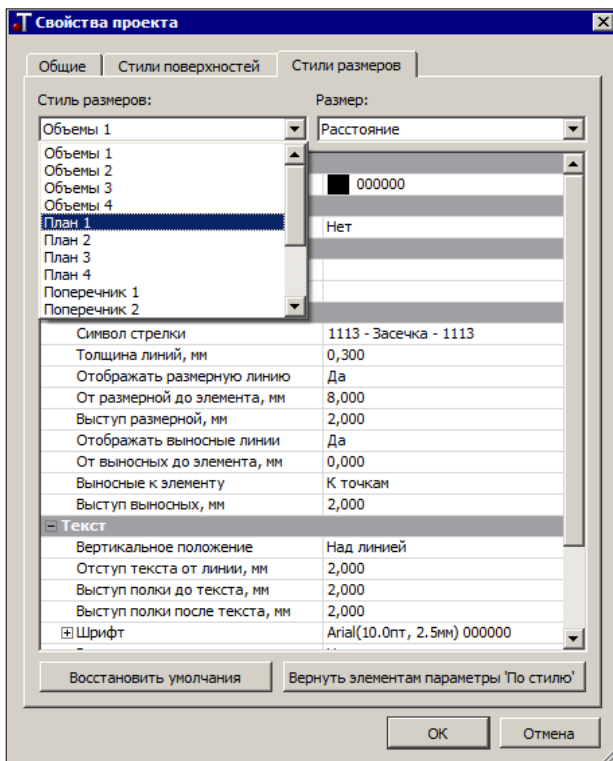 Свойства проекта
Общие Стили поверхностей Стили размеров
Стиль размеров: Размер:
Объемы 1 Расстояние
Объемы 1
Объемы 2 000000
Объемы 3
Объемы 4
План 1 Нет
План 2
План 3
План 4
Поперечник 1
Поперечник 2
Символ стрелки 1113 - Засечка - 1113
Толщина линий, мм 0,300
Отображать размерную линию Да
От размерной до элемента, мм 8,000
Выступ размерной, мм 2,000
Отображать выносные линии Да
От выносных до элемента, мм 0,000
Выносные к элементу К точкам
Выступ выносных, мм 2,000
Текст
Вертикальное положение Над линией
Отступ текста от линии, мм 2,000
Выступ полки до текста, мм 2,000
Выступ полки после текста, мм 2,000
Шрифт Arial(10.0пт, 2.5мм) 000000
Восстановить умолчания Вернуть элементам параметры 'По стилю'
ОК Отмена